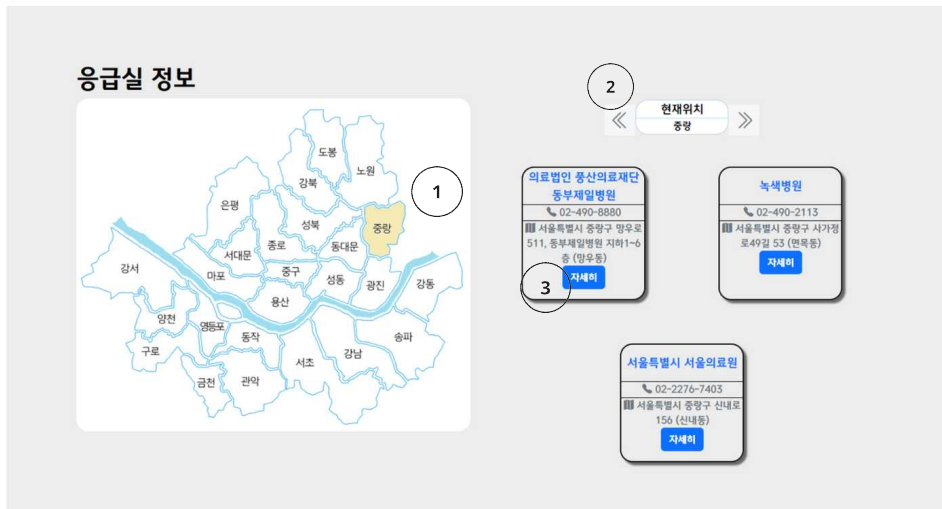 응급실 정보
도봉
노원
강북
은평
성북
중랑
종로
동대문
서대문
중구
마포
성동
광진
강동
강서
용산
양천
영등포
동작
송파
구로
서초
강남
금천
관악
1
2
현재위치
중랑
의료법인 풍산의료재단
동부제일병원
02-490-8880
서울특별시 중랑구 망우로
511, 동부제일병원 지하1~6
층 (망우동)
자세히
3
녹색병원
02-490-2113
서울특별시 중랑구 사가정
로49길 53 (면목동)
자세히
서울특별시 서울의료원
02-2276-7403
서울특별시 중랑구 신내로
156 (신내동)
자세히